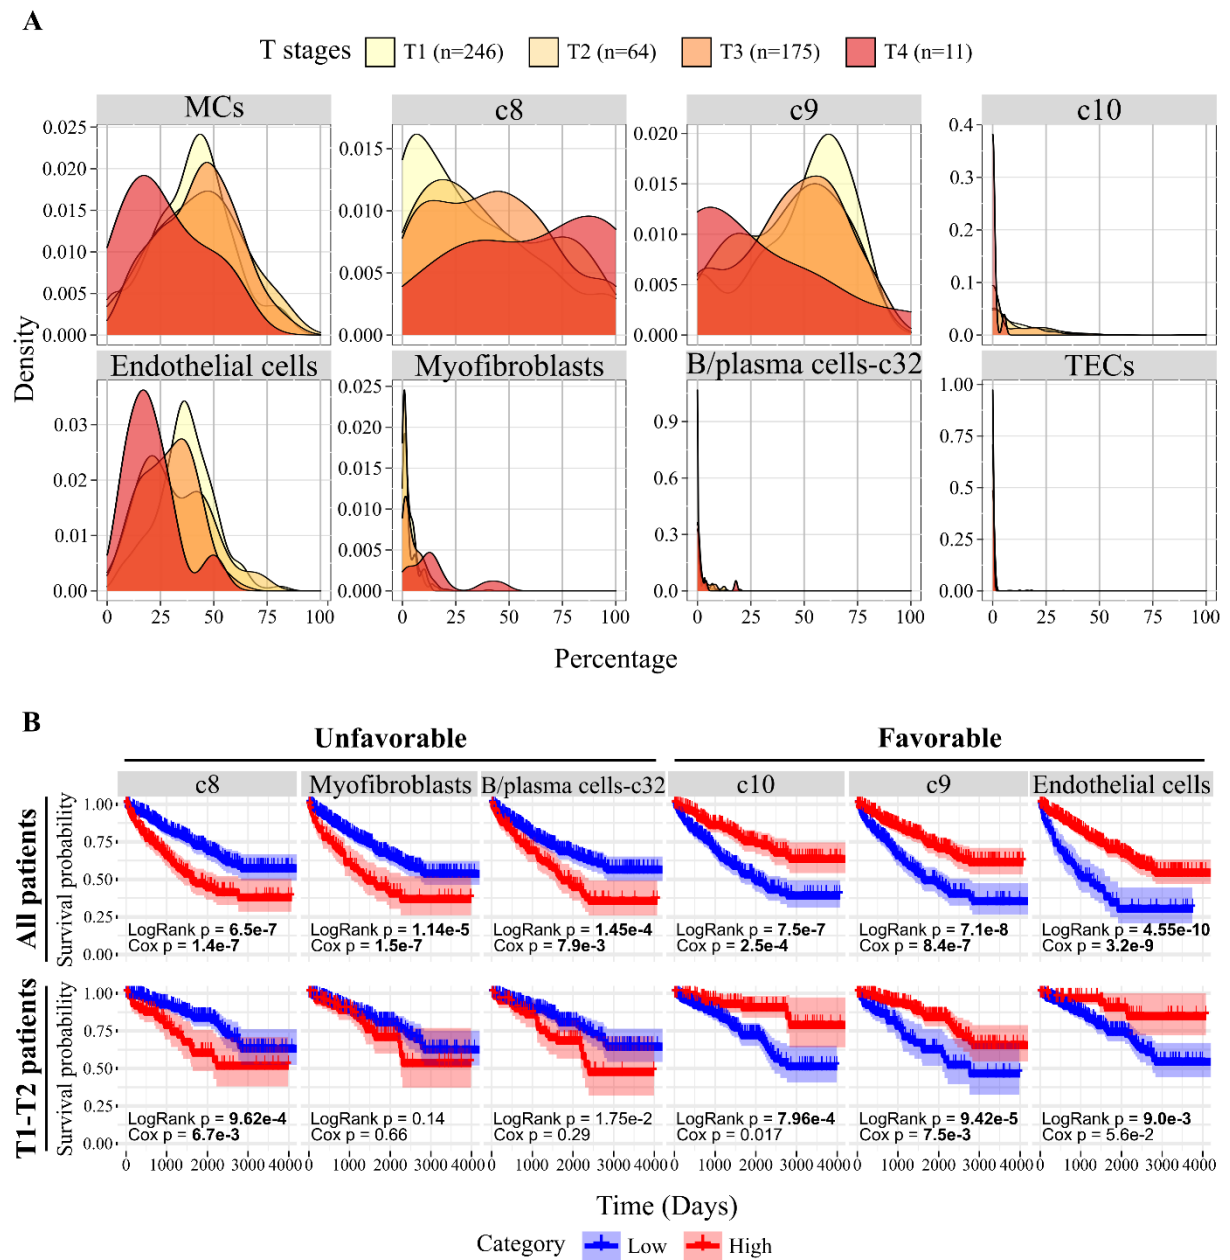 A
T stages T1 (n=246) T2 (n=64) T3 (n=175) T4 (n=11)
MCs c8 c9 c10
0.025 0.020 0.015 0.010 0.005 0.000
0.015 0.010 0.005 0.000
0.020 0.015 0.010 0.005 0.000
0.4 0.3 0.2 0.1 0.0
Density
Endothelial cells Myofibroblasts B/plasma cells-c32 TECs
0.03 0.02 0.01 0.00
0.025 0.020 0.015 0.010 0.005 0.000
0.9 0.6 0.3 0.0
1.00 0.75 0.5 0.25 0.00
0 25 50 75 100 0 25 50 75 100 0 25 50 75 100 0 25 50 75 100
Percentage
B
Unfavorable Favorable
c8 Myofibroblasts B/plasma cells-c32 c10 c9 Endothelial cells
All patients
Survival probability
1.00 0.75 0.50 0.25 0.00
LogRank p = 6.5e-7 LogRank p = 1.14e-5 LogRank p = 1.45e-4 LogRank p = 7.5e-7 LogRank p = 7.1e-8 LogRank p = 4.55e-10
Cox p = 1.4e-7 Cox p = 1.5e-7 Cox p = 7.9e-3 Cox p = 2.5e-4 Cox p = 8.4e-7 Cox p = 3.2e-9
T1-T2 patients
Survival probability
1.00 0.75 0.50 0.25 0.00
LogRank p = 9.62e-4 LogRank p = 0.14 LogRank p = 1.75e-2 LogRank p = 7.96e-4 LogRank p = 9.42e-5 LogRank p = 9.0e-3
Cox p = 6.7e-3 Cox p = 0.66 Cox p = 0.29 Cox p = 0.017 Cox p = 7.5e-3 Cox p = 5.6e-2
0 1000 2000 3000 4000 0 1000 2000 3000 4000 0 1000 2000 3000 4000 0 1000 2000 3000 4000 0 1000 2000 3000 4000 0 1000 2000 3000 4000
Time (Days)
Category Low High